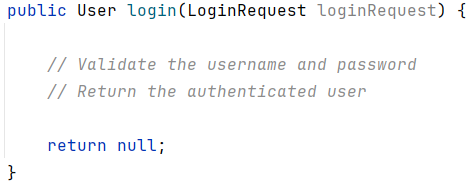 public User login(LoginRequest loginRequest) {
// Validate the username and password
// Return the authenticated user
return null;
}